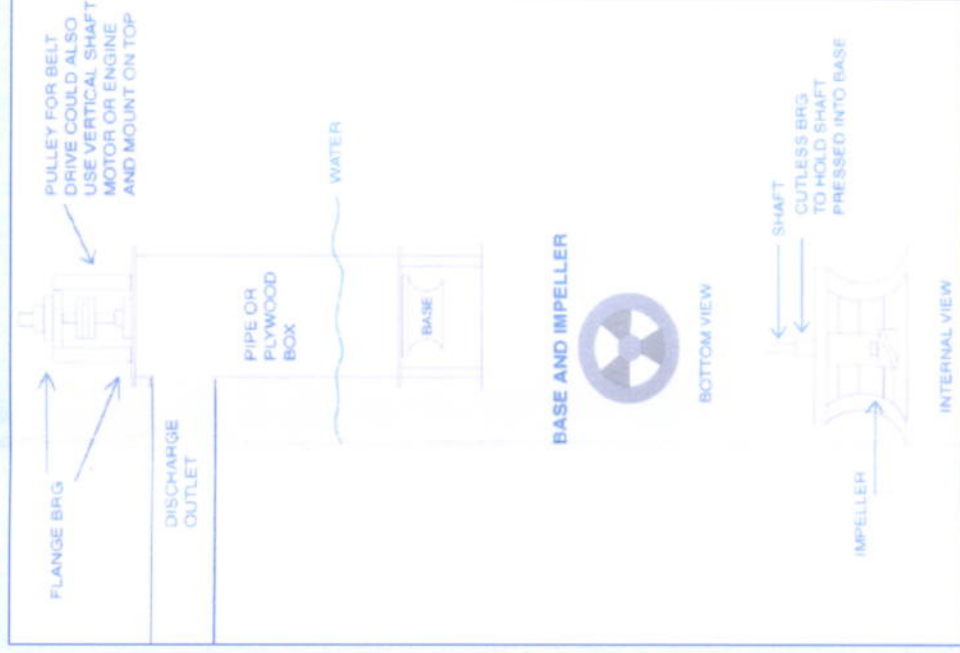 PULLEY FOR BELT
DRIVE COULD ALSO
USE VERTICAL SHAFT
MOTOR OR ENGINE
AND MOUNT ON TOP
FLANGE BRG
DISCHARGE
OUTLET
PIPE OR
PLYWOOD
BOX
WATER
BASE
BASE AND IMPELLER
BOTTOM VIEW
SHAFT
CUTLESS BRG
TO HOLD SHAFT
PRESSED INTO BASE
IMPELLER
INTERNAL VIEW